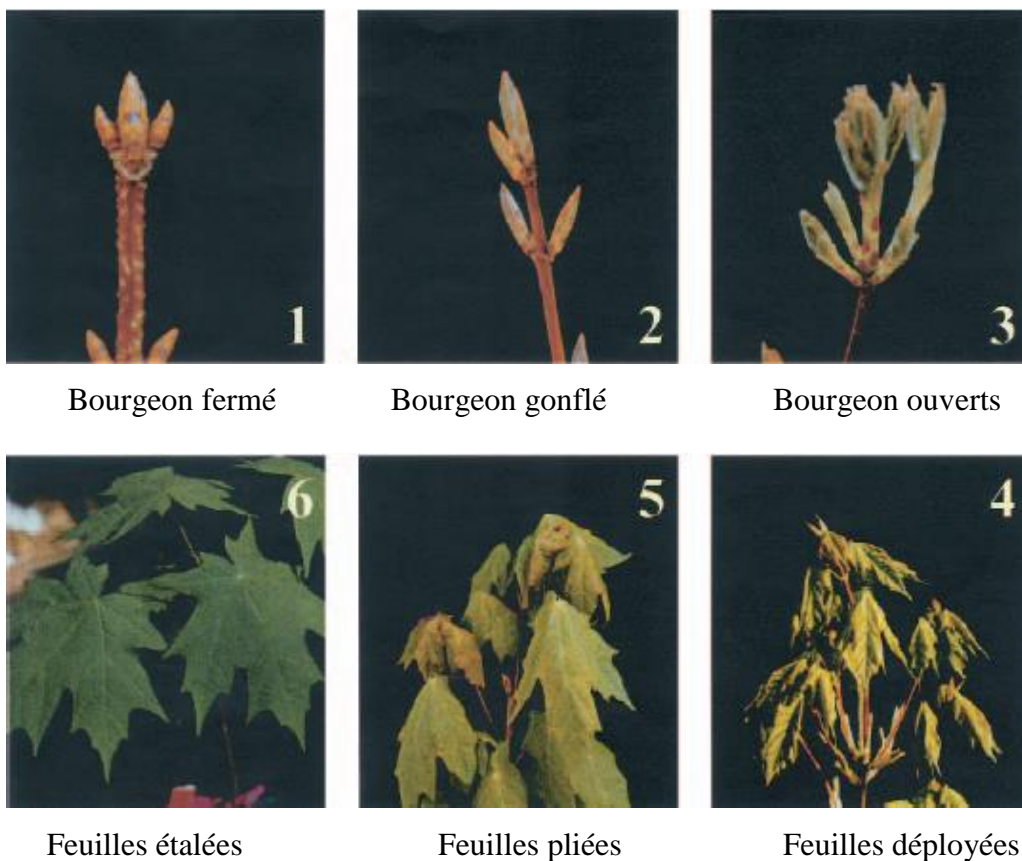 1
2
3
Bourgeon fermé
Bourgeon gonflé
Bourgeon ouverts
6
5
4
Feuilles étalées
Feuilles pliées
Feuilles déployées